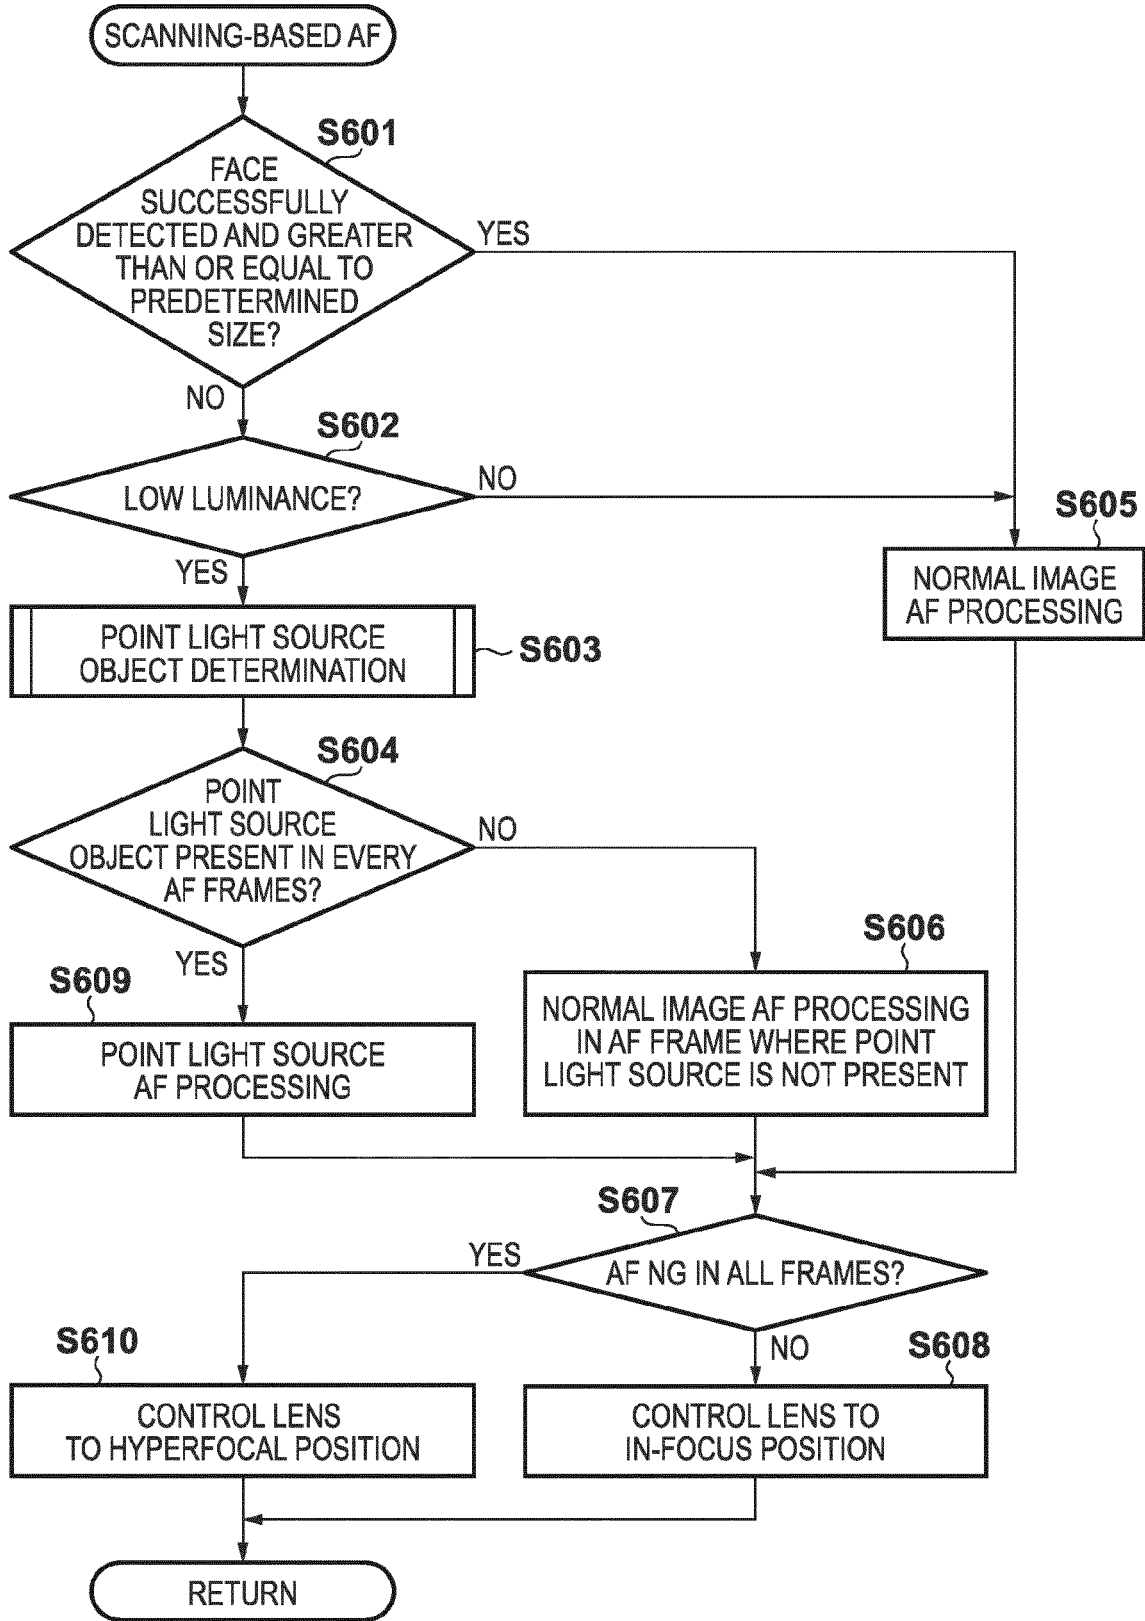 SCANNING-BASED AF
S601
FACE
SUCCESSFULLY
DETECTED AND GREATER
THAN OR EQUAL TO
PREDETERMINED
SIZE?
YES
NO
S602
LOW LUMINANCE?
NO
YES
S605
NORMAL IMAGE
AF PROCESSING
POINT LIGHT SOURCE
OBJECT DETERMINATION
S603
S604
POINT
LIGHT SOURCE
OBJECT PRESENT IN EVERY
AF FRAMES?
NO
YES
S606
NORMAL IMAGE AF PROCESSING
IN AF FRAME WHERE POINT
LIGHT SOURCE IS NOT PRESENT
S609
POINT LIGHT SOURCE
AF PROCESSING
S607
AF NG IN ALL FRAMES?
YES
NO
S610
CONTROL LENS
TO HYPERFOCAL POSITION
S608
CONTROL LENS TO
IN-FOCUS POSITION
RETURN